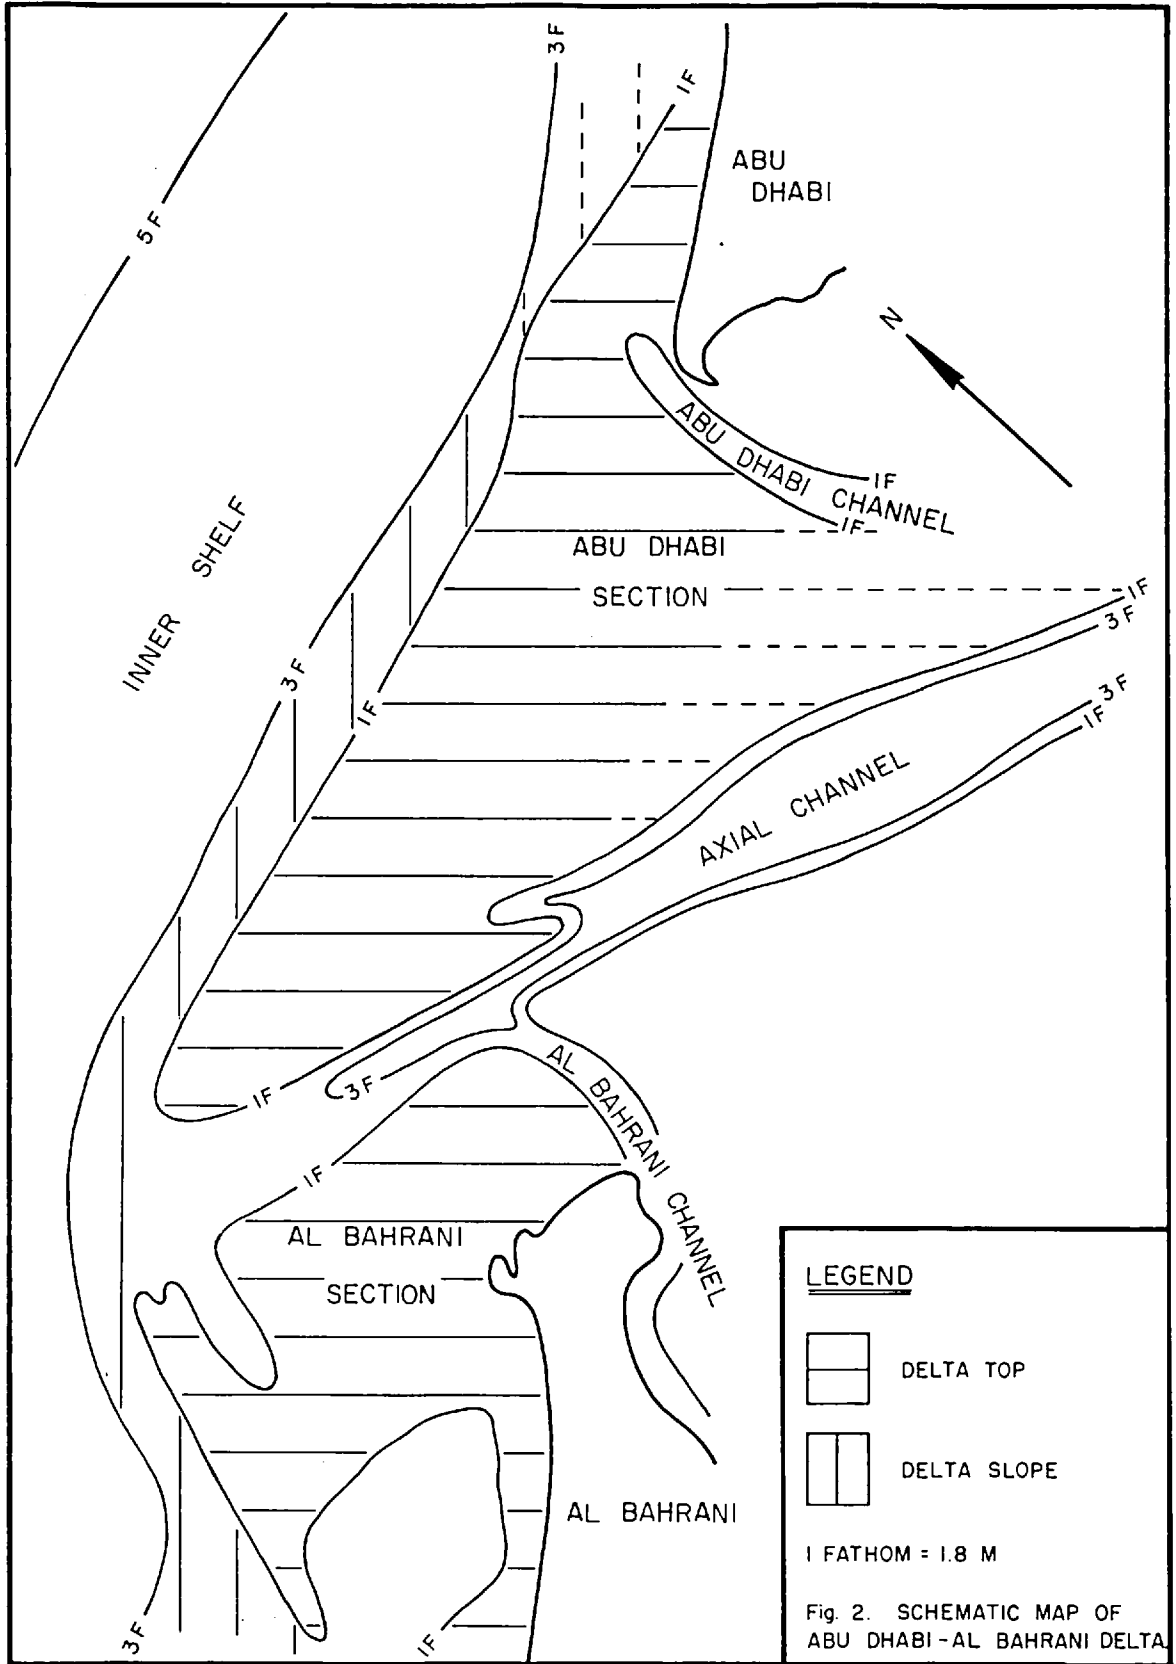 3F
1F
ABU
DHABI
5F
N
ABU DHABI CHANNEL
1F
1F
ABU DHABI
SECTION
INNER SHELF
1F
3F
3F
1F
3F
1F
AXIAL CHANNEL
1F
3F
AL BAHRANI CHANNEL
1F
AL BAHRANI
SECTION
AL BAHRANI
3F
1F
LEGEND
DELTA TOP
DELTA SLOPE
1 FATHOM = 1.8 M
Fig. 2. SCHEMATIC MAP OF
ABU DHABI - AL BAHRANI DELTA